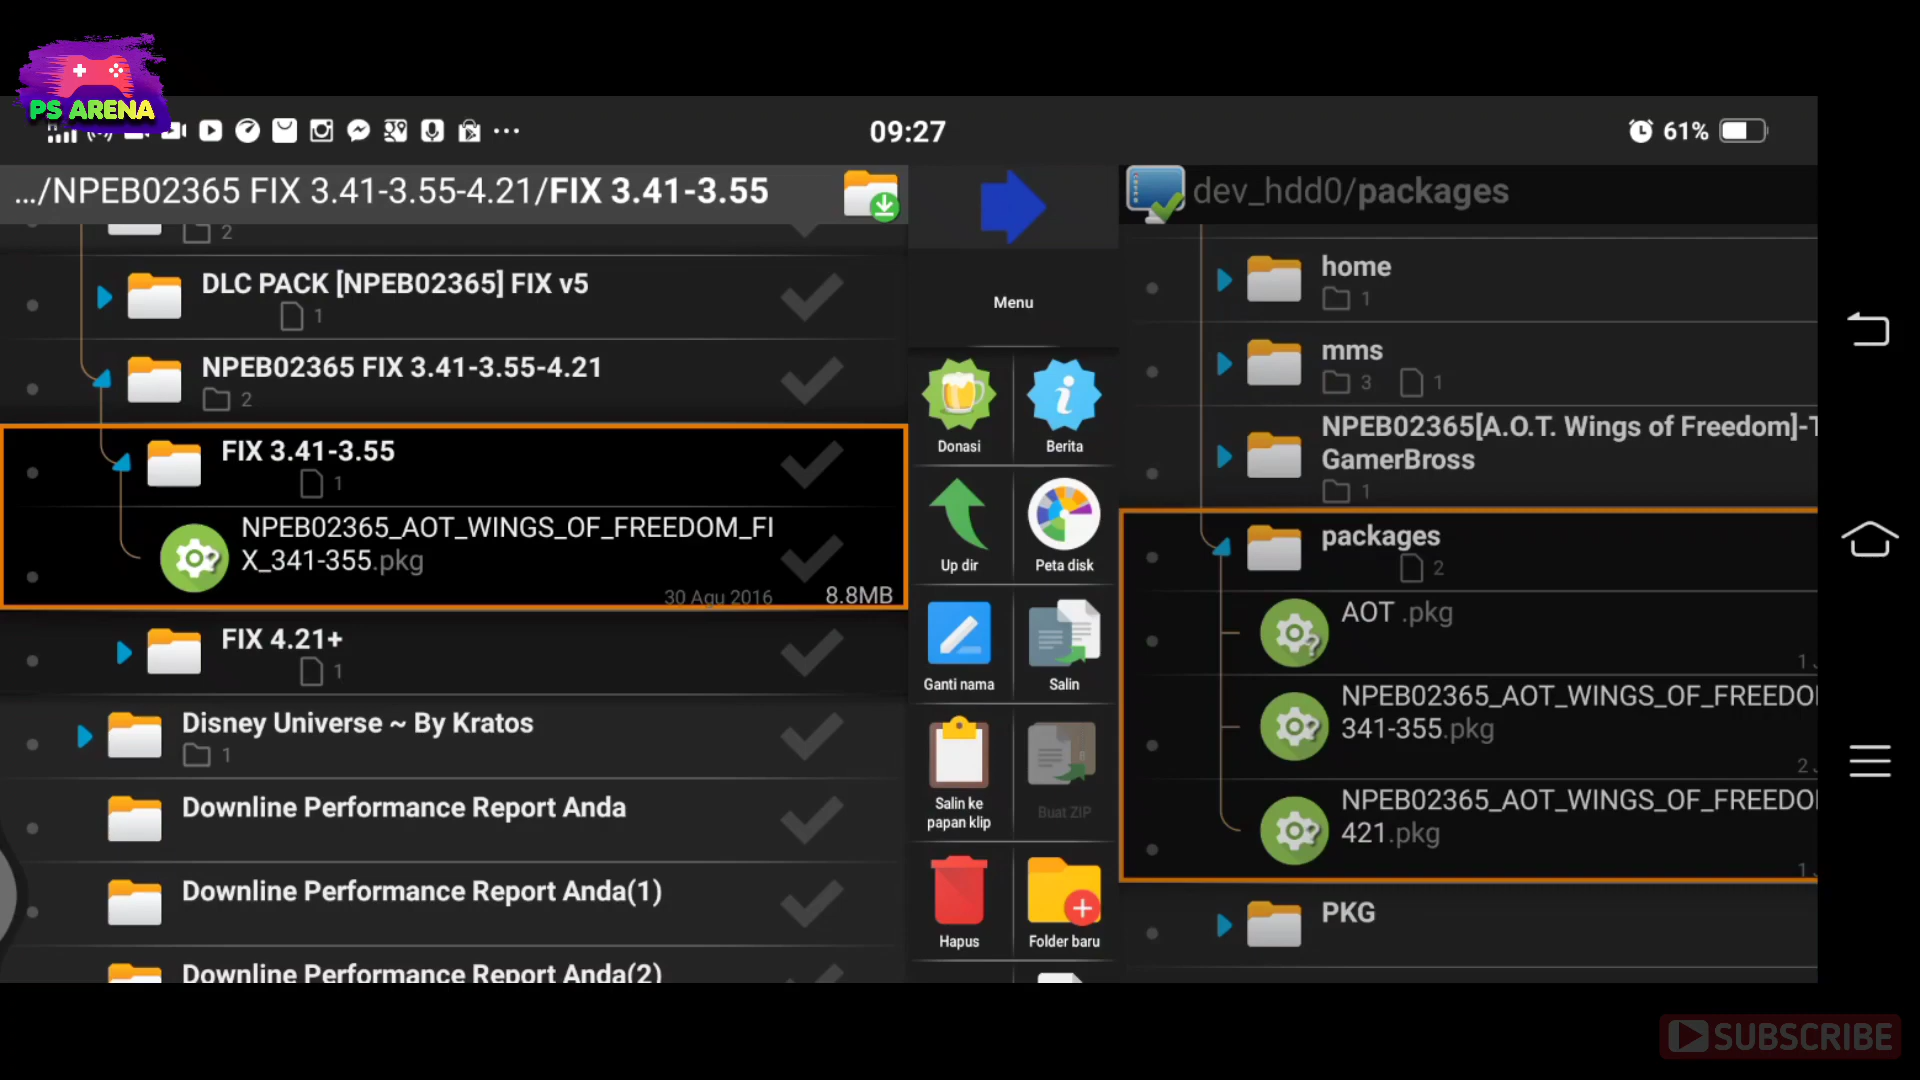 PS ARENA
09:27
61%
.../NPEB02365 FIX 3.41-3.55-4.21/FIX 3.41-3.55
2
DLC PACK [NPEB02365] FIX v5
1
NPEB02365 FIX 3.41-3.55-4.21
2
FIX 3.41-3.55
1
NPEB02365_AOT_WINGS_OF_FREEDOM_FI
X_341-355.pkg
30 Agu 2016
8.8MB
FIX 4.21+
1
Disney Universe ~ By Kratos
1
Downline Performance Report Anda
Downline Performance Report Anda(1)
Downline Performance Report Anda(2)
Menu
Donasi
Berita
Up dir
Peta disk
Ganti nama
Salin
Salin ke
papan klip
Buat ZIP
Hapus
Folder baru
dev_hdd0/packages
home
1
mms
3
1
NPEB02365[A.O.T. Wings of Freedom]-T
GamerBross
1
packages
2
AOT .pkg
1
NPEB02365_AOT_WINGS_OF_FREEDO
341-355.pkg
2
NPEB02365_AOT_WINGS_OF_FREEDO
421.pkg
1
PKG
SUBSCRIBE